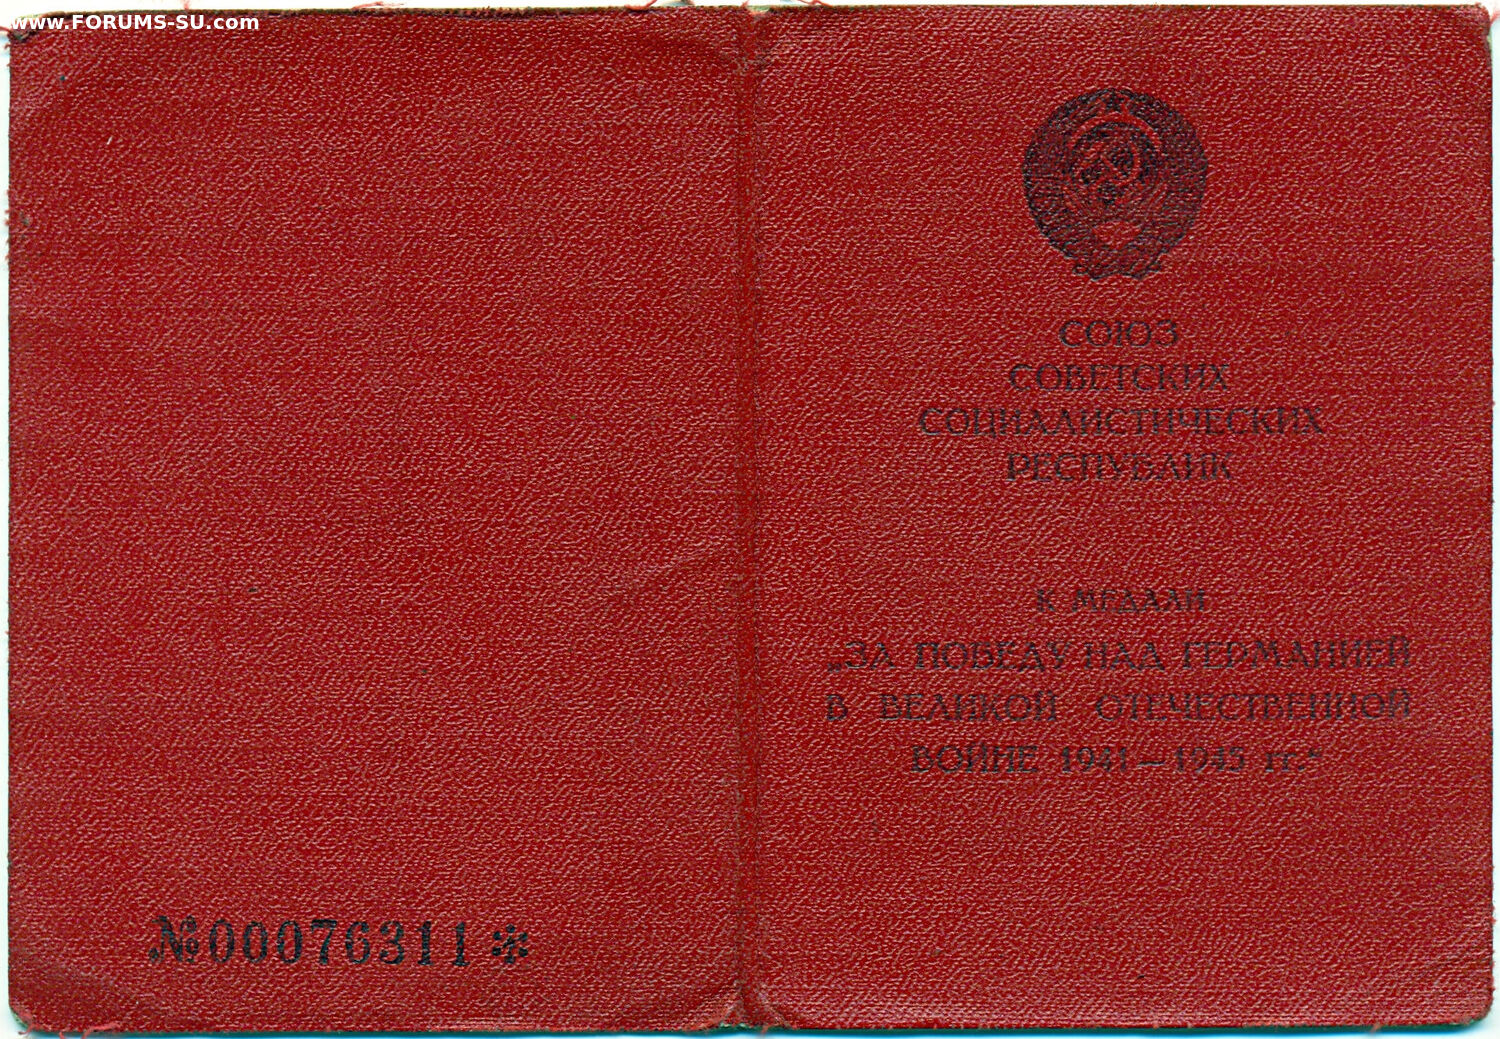 www.FORUMS-SU.com
№00076311*
СОЮЗ
СОВЕТСКИХ
СОЦИАЛИСТИЧЕСКИХ
РЕСПУБЛИК
К МЕДАЛИ
„ЗА ПОБЕДУ НАД ГЕРМАНИЕЙ
В ВЕЛИКОЙ ОТЕЧЕСТВЕННОЙ
ВОЙНЕ 1941—1945 гг.“